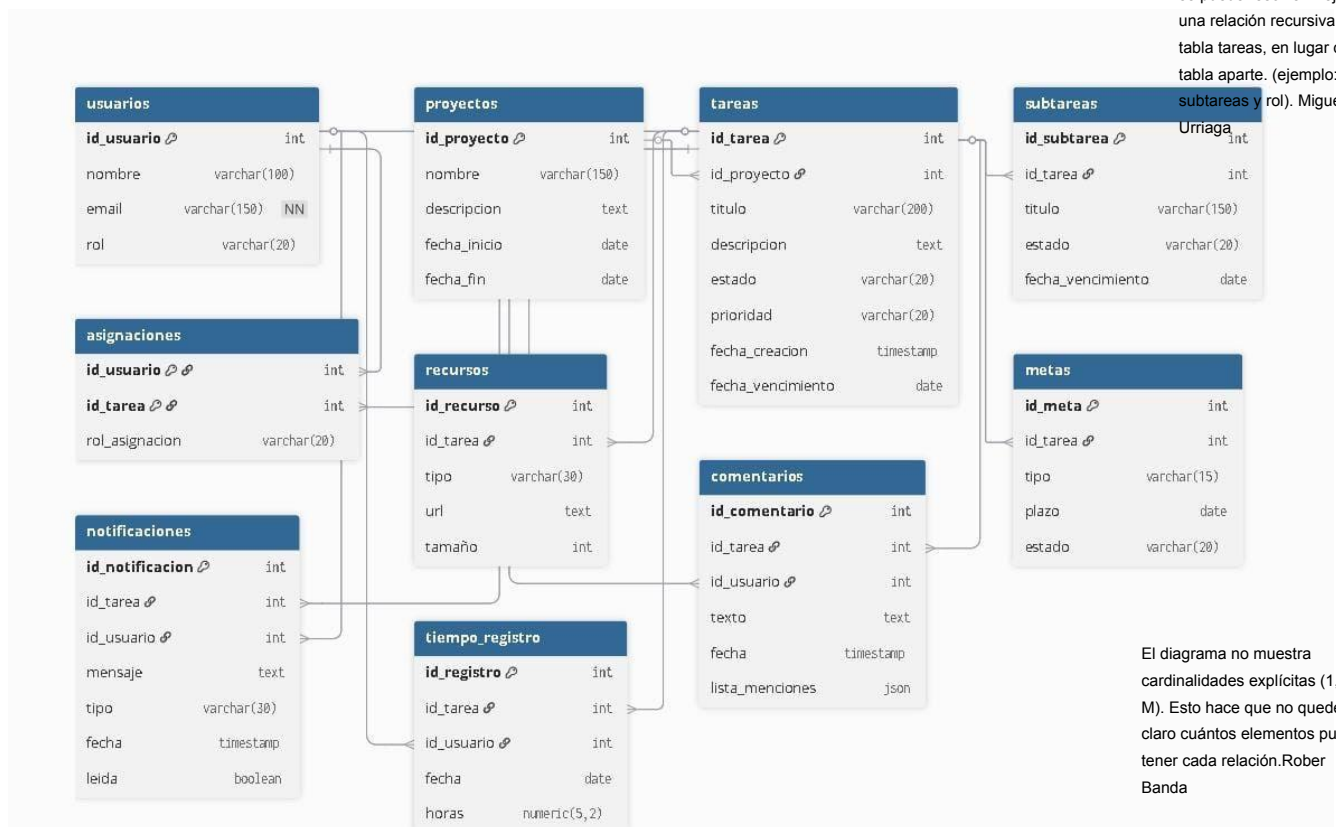 una relación recursiva
tabla tareas, en lugar
tabla aparte. (ejemplo:
subtareas y rol).
Urriaga
usuarios
id_usuario int
nombre varchar(100)
email varchar(150) NN
rol varchar(20)
proyectos
id_proyecto int
nombre varchar(150)
descripcion text
fecha_inicio date
fecha_fin date
tareas
id_tarea int
id_proyecto int
titulo varchar(200)
descripcion text
estado varchar(20)
prioridad varchar(20)
fecha_creacion timestamp
fecha_vencimiento date
subtareas
id_subtarea int
id_tarea int
titulo varchar(150)
estado varchar(20)
fecha_vencimiento date
asignaciones
id_usuario int
id_tarea int
rol_asignacion varchar(20)
recursos
id_recurso int
id_tarea int
tipo varchar(30)
url text
tamaño int
metas
id_meta int
id_tarea int
tipo varchar(15)
plazo date
estado varchar(20)
comentarios
id_comentario int
id_tarea int
id_usuario int
texto text
fecha timestamp
lista_menciones json
notificaciones
id_notificacion int
id_tarea int
id_usuario int
mensaje text
tipo varchar(30)
fecha timestamp
leida boolean
tiempo_registro
id_registro int
id_tarea int
id_usuario int
fecha date
horas numeric(5,2)
El diagrama no muestra
cardinalidades explícitas (1
M). Esto hace que no
claro cuántos elementos
tener cada relación.Rober
Banda